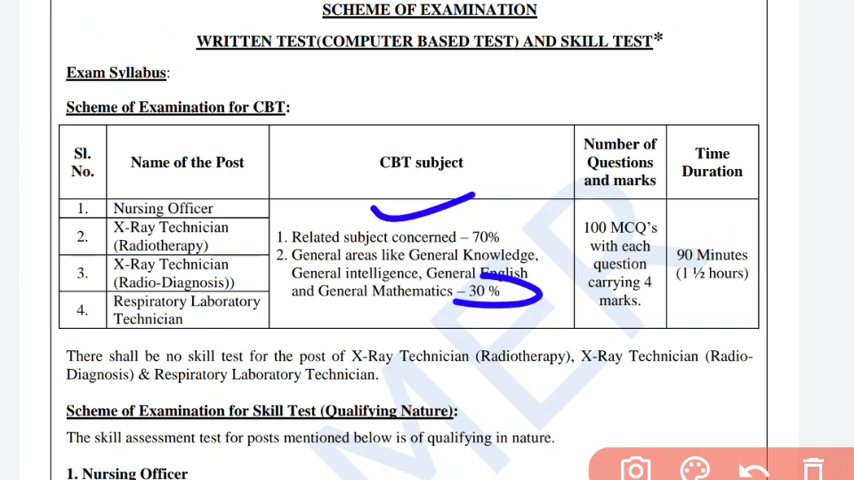 SCHEME OF EXAMINATION
WRITTEN TEST(COMPUTER BASED TEST) AND SKILL TEST*
Exam Syllabus:
Scheme of Examination for CBT:
Sl. No.
Name of the Post
CBT subject
Number of Questions and marks
Time Duration
1.
Nursing Officer
2.
X-Ray Technician
(Radiotherapy)
3.
X-Ray Technician
(Radio-Diagnosis))
4.
Respiratory Laboratory
Technician
1. Related subject concerned – 70%
2. General areas like General Knowledge,
General intelligence, General English
and General Mathematics – 30 %
100 MCQ's
with each
question
carrying 4
marks.
90 Minutes
(1 ½ hours)
There shall be no skill test for the post of X-Ray Technician (Radiotherapy), X-Ray Technician (Radio-
Diagnosis) & Respiratory Laboratory Technician.
Scheme of Examination for Skill Test (Qualifying Nature):
The skill assessment test for posts mentioned below is of qualifying in nature.
1. Nursing Officer
MER